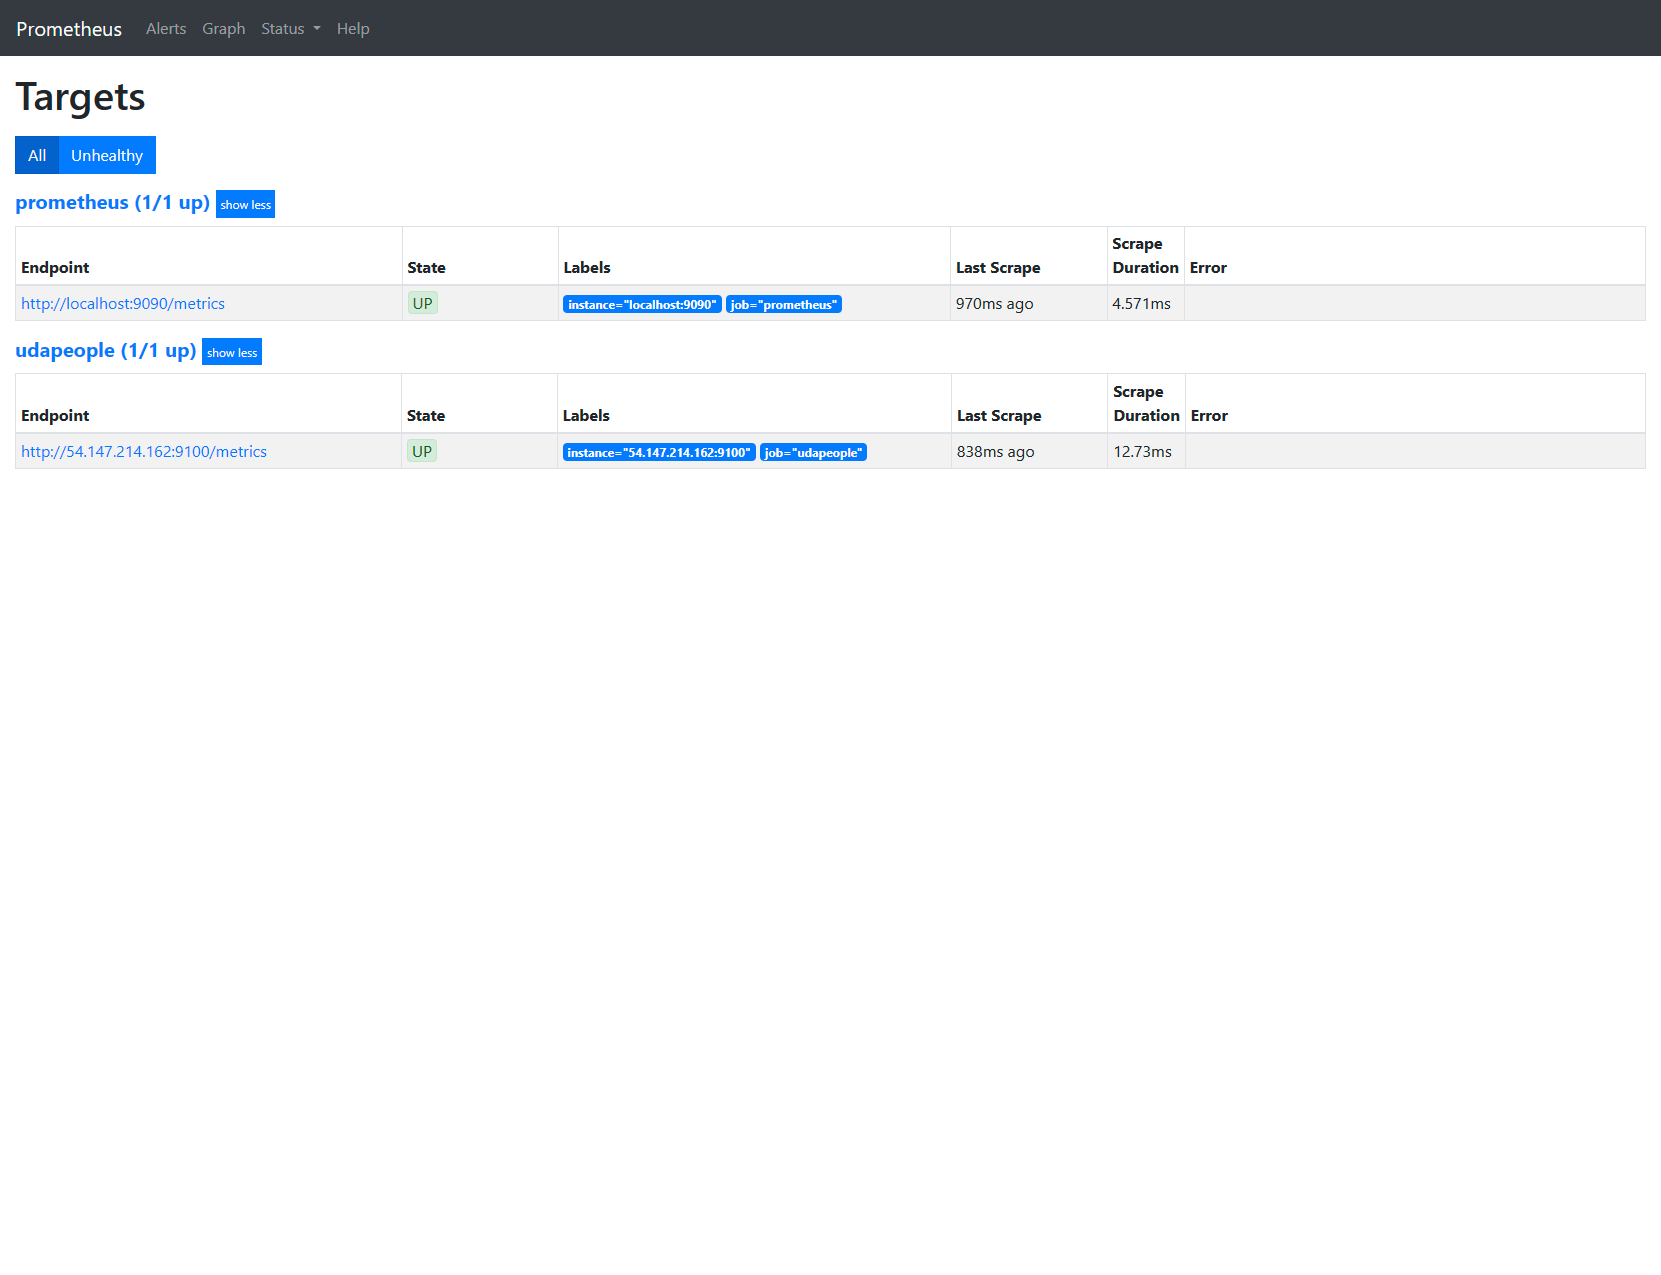 Prometheus Alerts Graph Status Help
Targets
All Unhealthy
prometheus (1/1 up) show less
Endpoint State Labels Last Scrape Scrape Duration Error
http://localhost:9090/metrics UP instance="localhost:9090" job="prometheus" 970ms ago 4.571ms
udapeople (1/1 up) show less
Endpoint State Labels Last Scrape Scrape Duration Error
http://54.147.214.162:9100/metrics UP instance="54.147.214.162:9100" job="udapeople" 838ms ago 12.73ms